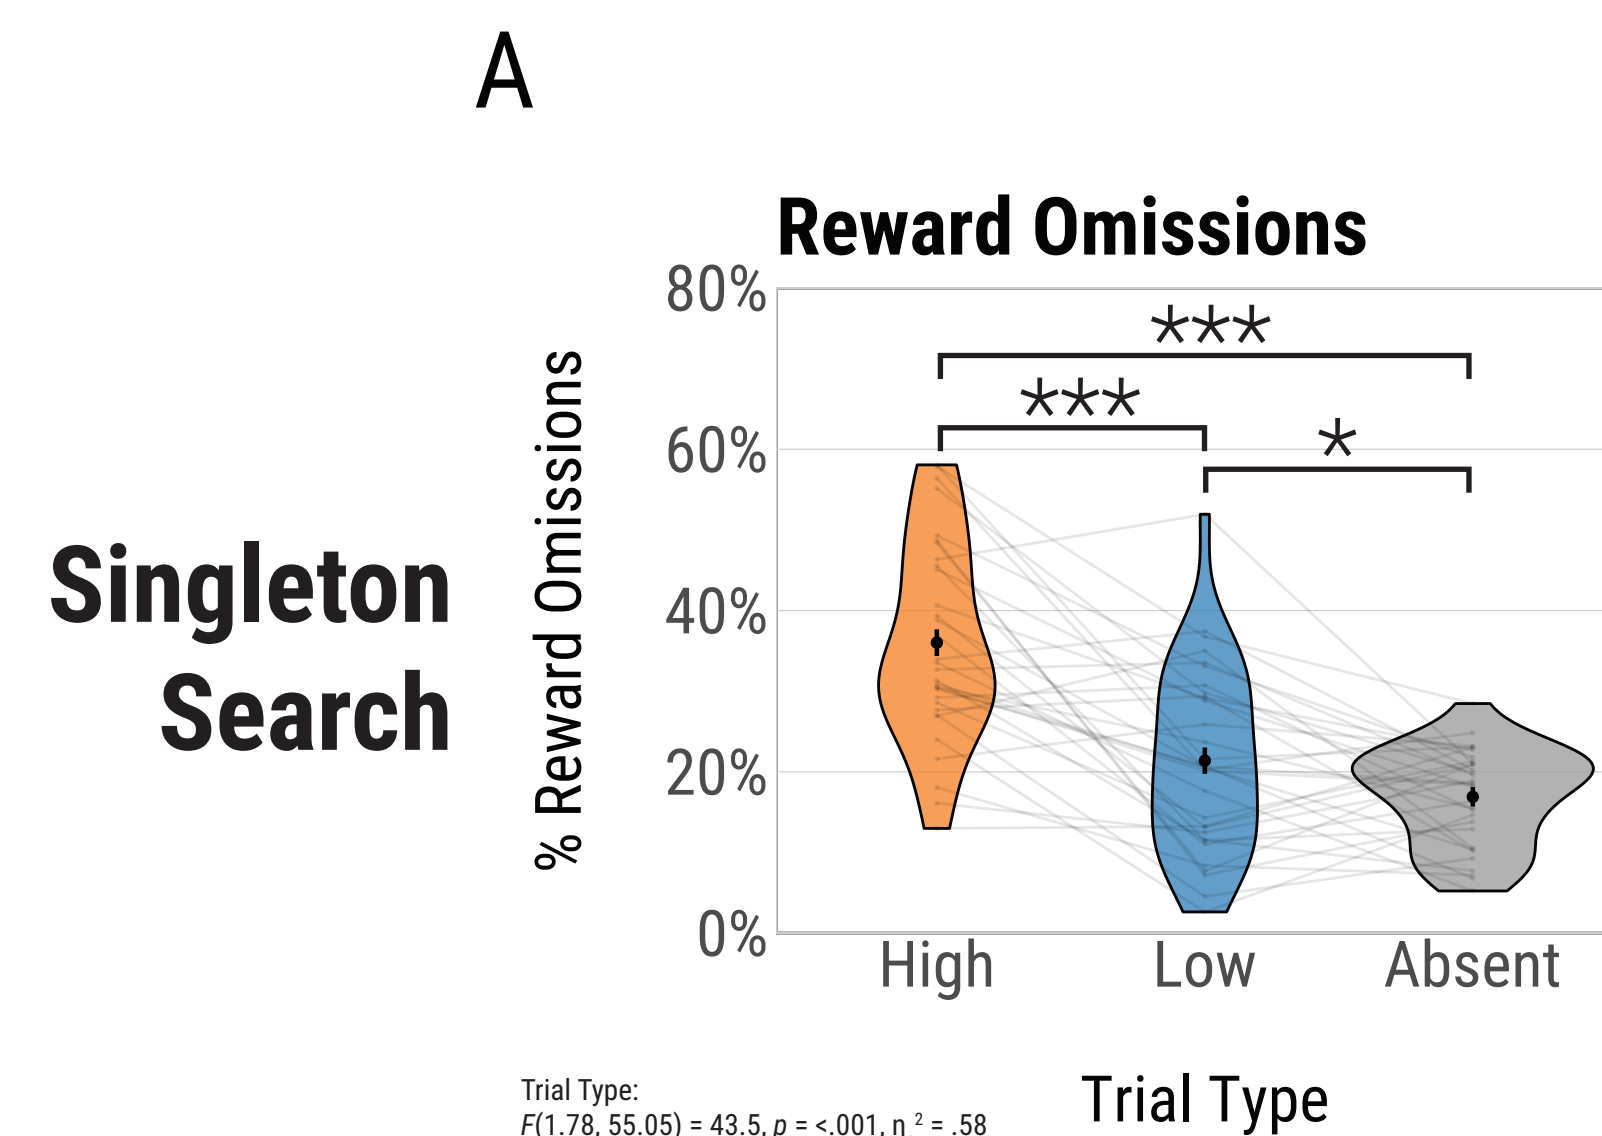 A
Reward Omissions
80%
***
***
60%
*
% Reward Omissions
40%
Singleton
Search
20%
0%
High Low Absent
Trial Type
Trial Type:
F(1.78, 55.05) = 43.5, p = <.001, η ² = .58